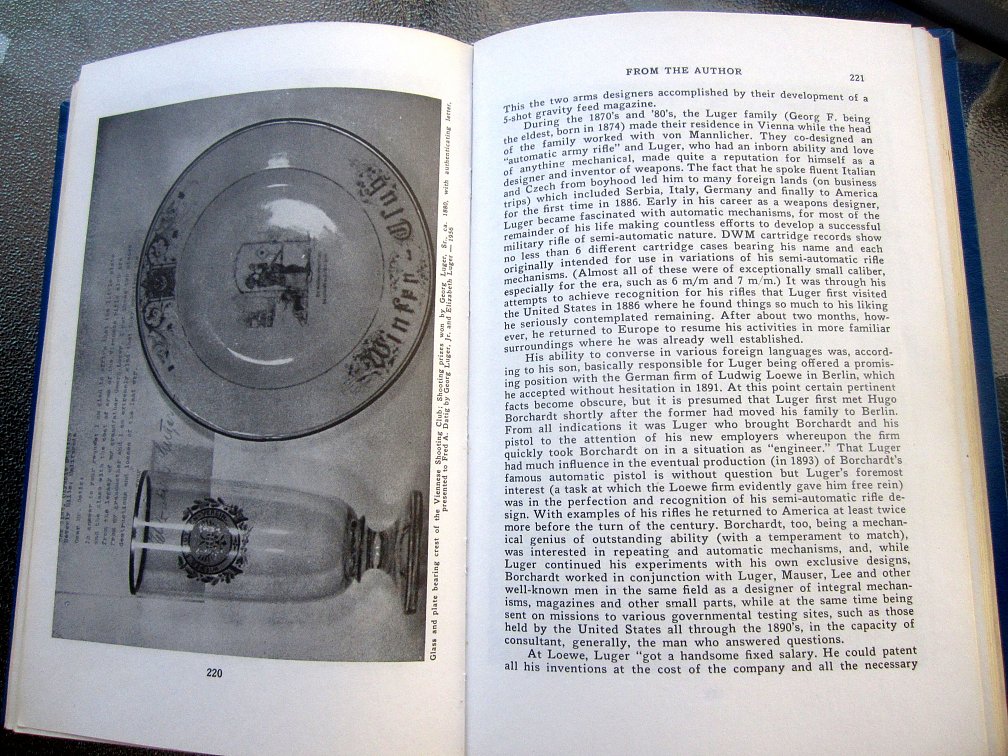 Glass and plate bearing crest of the Viennese Shooting Club; Shooting prizes won by Georg Luger, Sr., ca. 1880, with authenticating letter,
presented to Fred A. Datig by Georg Luger, Jr. and Elizabeth Luger — 1956
220
FROM THE AUTHOR
221
This the two arms designers accomplished by their development of a
5-shot gravity feed magazine.
During the 1870's and '80's, the Luger family (Georg F. being
the eldest, born in 1874) made their residence in Vienna while the head
of the family worked with von Mannlicher. They co-designed an
"automatic army rifle" and Luger, who had an inborn ability and love
of anything mechanical, made quite a reputation for himself as a
designer and inventor of weapons. The fact that he spoke fluent Italian
and Czech from boyhood led him to many foreign lands (on business
trips) which included Serbia, Italy, Germany and finally to America
for the first time in 1886. Early in his career as a weapons designer,
Luger became fascinated with automatic mechanisms, for most of the
remainder of his life making countless efforts to develop a successful
military rifle of semi-automatic nature. DWM cartridge records show
no less than 6 different cartridge cases bearing his name and each
originally intended for use in variations of his semi-automatic rifle
mechanisms. (Almost all of these were of exceptionally small caliber,
especially for the era, such as 6 m/m and 7 m/m.) It was through his
attempts to achieve recognition for his rifles that Luger first visited
the United States in 1886 where he found things so much to his liking
he seriously contemplated remaining. After about two months, how-
ever, he returned to Europe to resume his activities in more familiar
surroundings where he was already well established.
His ability to converse in various foreign languages was, accord-
ing to his son, basically responsible for Luger being offered a promis-
ing position with the German firm of Ludwig Loewe in Berlin, which
he accepted without hesitation in 1891. At this point certain pertinent
facts become obscure, but it is presumed that Luger first met Hugo
Borchardt shortly after the former had moved his family to Berlin.
From all indications it was Luger who brought Borchardt and his
pistol to the attention of his new employers whereupon the firm
quickly took Borchardt on in a situation as "engineer." That Luger
had much influence in the eventual production (in 1893) of Borchardt's
famous automatic pistol is without question but Luger's foremost
interest (a task at which the Loewe firm evidently gave him free rein)
was in the perfection and recognition of his semi-automatic rifle de-
sign. With examples of his rifles he returned to America at least twice
more before the turn of the century. Borchardt, too, being a mechan-
ical genius of outstanding ability (with a temperament to match),
was interested in repeating and automatic mechanisms, and, while
Luger continued his experiments with his own exclusive designs,
Borchardt worked in conjunction with Luger, Mauser, Lee and other
well-known men in the same field as a designer of integral mechan-
isms, magazines and other small parts, while at the same time being
sent on missions to various governmental testing sites, such as those
held by the United States all through the 1890's, in the capacity of
consultant, generally, the man who answered questions.
At Loewe, Luger "got a handsome fixed salary. He could patent
all his inventions at the cost of the company and all the necessary